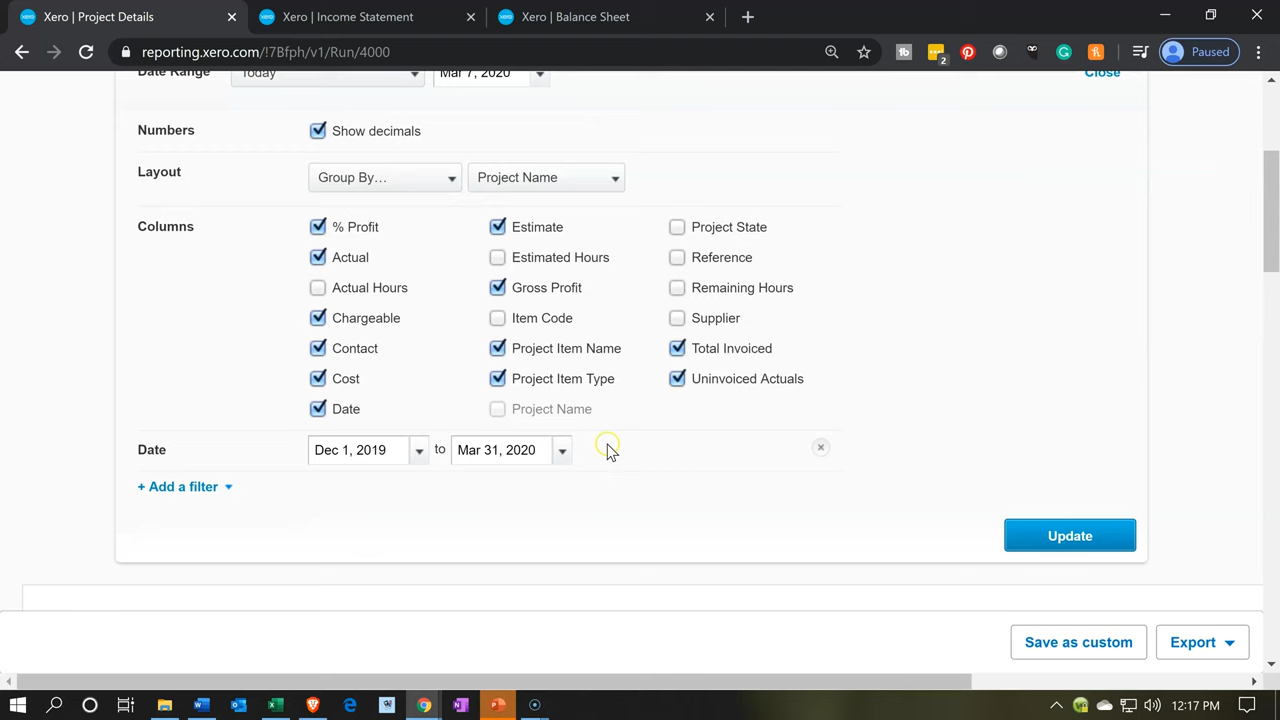 Xero | Project Details
Xero | Income Statement
Xero | Balance Sheet
reporting.xero.com/!7Bfph/v1/Run/4000
2
Paused
Date Range
Today
Mar 7, 2020
Close
Numbers
Show decimals
Layout
Group By...
Project Name
Columns
% Profit
Estimate
Project State
Actual
Estimated Hours
Reference
Actual Hours
Gross Profit
Remaining Hours
Chargeable
Item Code
Supplier
Contact
Project Item Name
Total Invoiced
Cost
Project Item Type
Uninvoiced Actuals
Date
Project Name
Date
Dec 1, 2019
to
Mar 31, 2020
+ Add a filter
Update
Save as custom
Export
12:17 PM